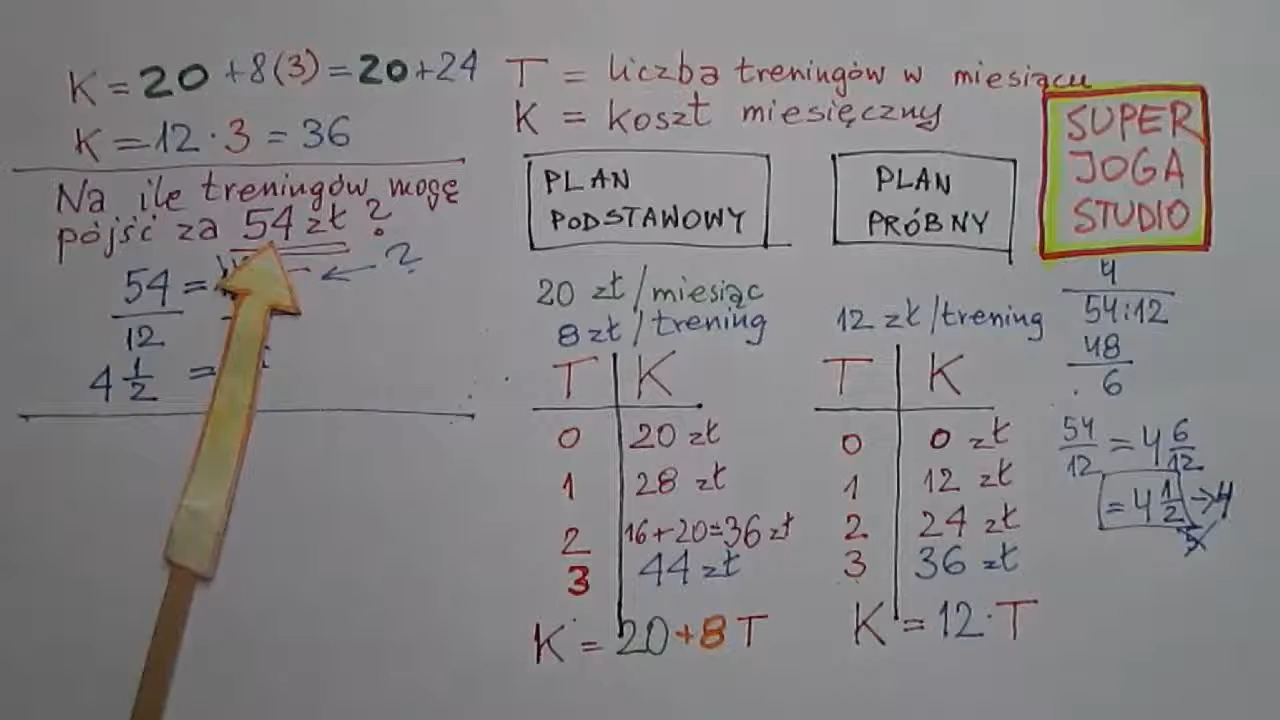 K = 20 + 8(3) = 20 + 24
K = 12 · 3 = 36
Na ile treningów mogę
pójść za 54 zł ?
54 =
12
?
4 1/2 =
T = liczba treningów w miesiącu
K = koszt miesięczny
SUPER
JOGA
STUDIO
PLAN
PODSTAWOWY
20 zł/miesiąc
8 zł/trening
T K
0 20 zł
1 28 zł
2 16+20=36 zł
3 44 zł
K = 20 + 8 T
PLAN
PRÓBNY
12 zł/trening
T K
0 0 zł
1 12 zł
2 24 zł
3 36 zł
K = 12 · T
4
54:12
48
6
54/12 = 4 6/12
= 4 1/2 → 4
5